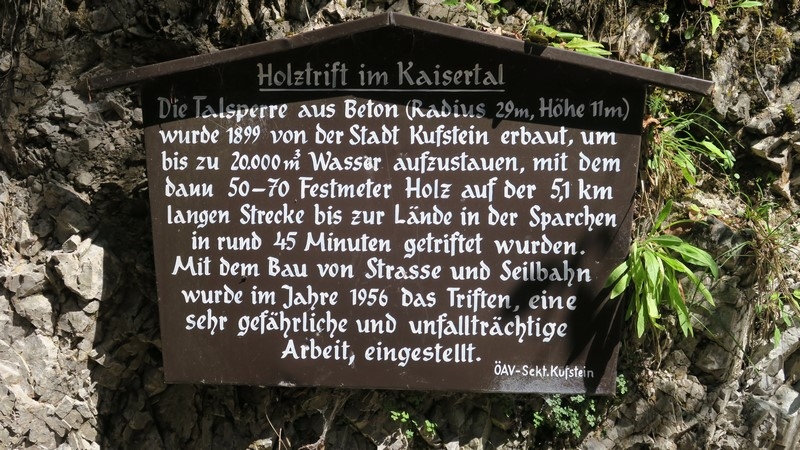 Holztrift im Kaisertal
Die Talsperre aus Beton (Radius 29m, Höhe 11m)
wurde 1899 von der Stadt Kufstein erbaut, um
bis zu 20.000 m³ Wasser aufzustauen, mit dem
dann 50-70 Festmeter Holz auf der 5,1 km
langen Strecke bis zur Lände in der Sparchen
in rund 45 Minuten getriftet wurden.
Mit dem Bau von Strasse und Seilbahn
wurde im Jahre 1956 das Triften, eine
sehr gefährliche und unfallträchtige
Arbeit, eingestellt.
ÖAV-Sekt. Kufstein